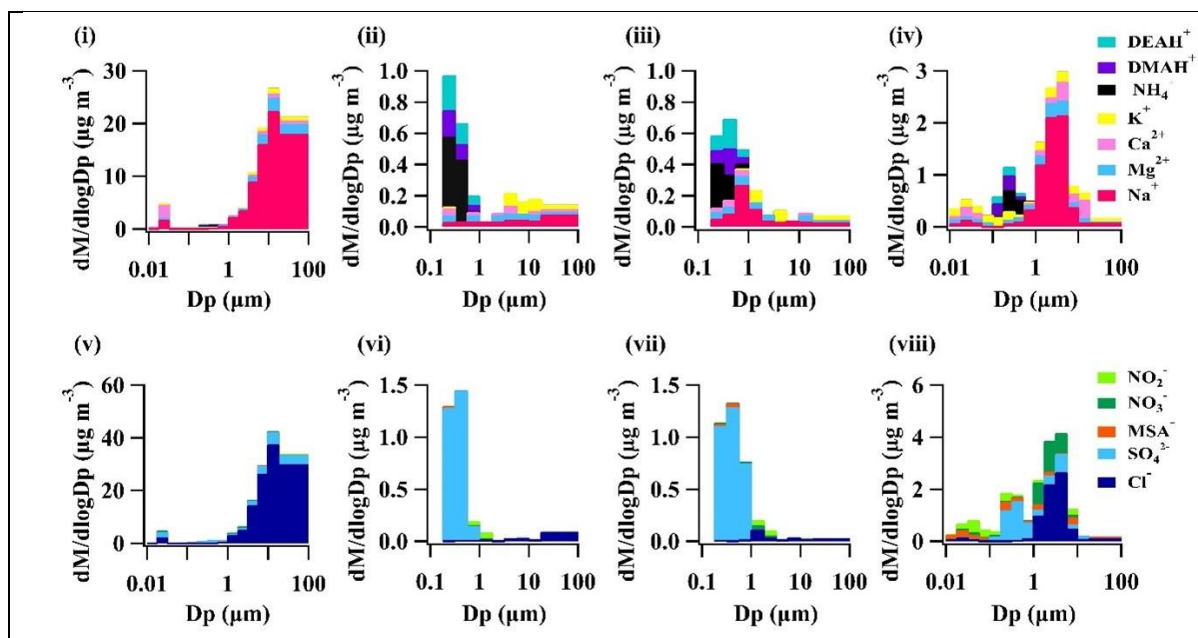 (i)
(ii)
(iii)
(iv)
dM/dlogDp (µg m⁻³)
30
20
10
0
0.01
1
100
Dp (µm)
dM/dlogDp (µg m⁻³)
1.0
0.8
0.6
0.4
0.2
0.0
0.1
1
10
100
Dp (µm)
dM/dlogDp (µg m⁻³)
1.0
0.8
0.6
0.4
0.2
0.0
0.1
1
10
100
Dp (µm)
dM/dlogDp (µg m⁻³)
3
2
1
0
0.01
1
100
Dp (µm)
DEAH⁺
DMAH⁺
NH₄⁺
K⁺
Ca²⁺
Mg²⁺
Na⁺
(v)
(vi)
(vii)
(viii)
dM/dlogDp (µg m⁻³)
60
40
20
0
0.01
1
100
Dp (µm)
dM/dlogDp (µg m⁻³)
1.5
1.0
0.5
0.0
0.1
1
10
100
Dp (µm)
dM/dlogDp (µg m⁻³)
1.5
1.0
0.5
0.0
0.1
1
10
100
Dp (µm)
dM/dlogDp (µg m⁻³)
6
4
2
0
0.01
1
100
Dp (µm)
NO₂⁻
NO₃⁻
MSA⁻
SO₄²⁻
Cl⁻